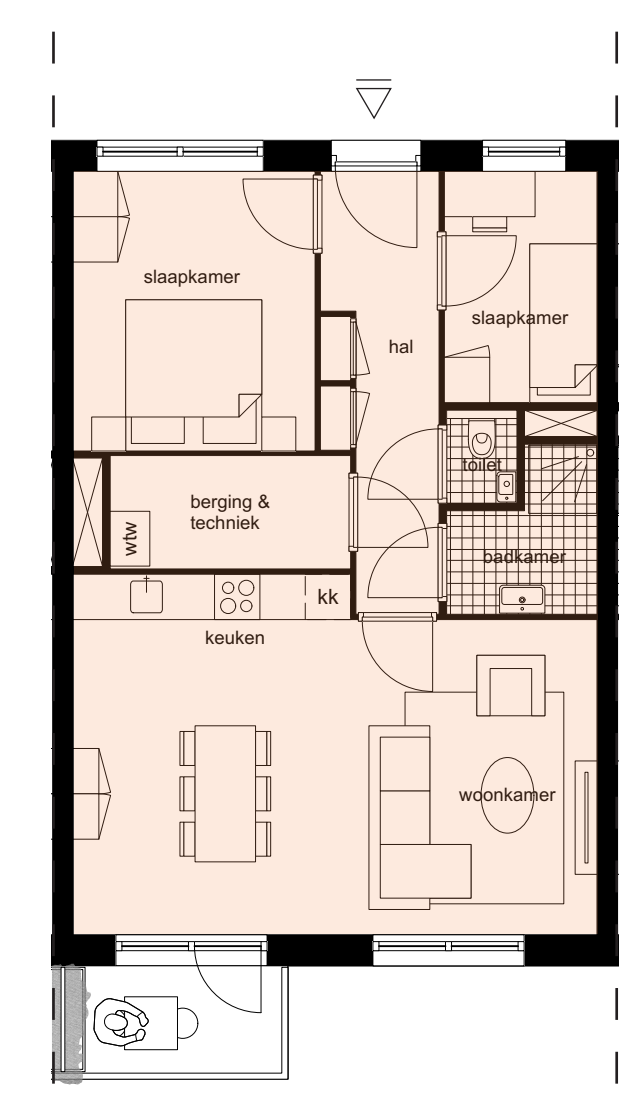 slaapkamer
slaapkamer
hal
toilet
berging &
techniek
wtw
badkamer
kk
keuken
woonkamer